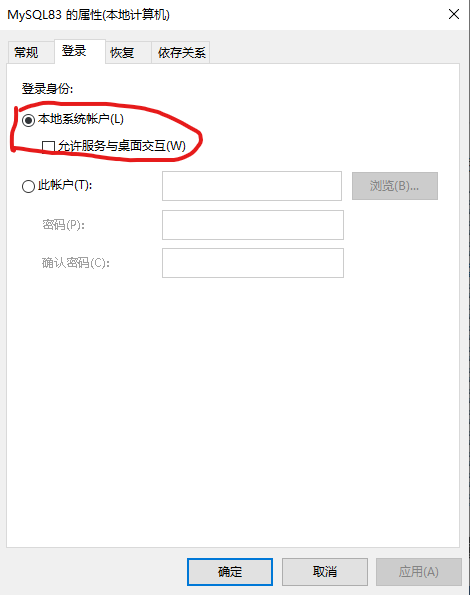 MySQL83 的属性(本地计算机)
常规 登录 恢复 依存关系
登录身份:
本地系统帐户(L)
允许服务与桌面交互(W)
此帐户(T): 浏览(B)...
密码(P):
确认密码(C):
确定 取消 应用(A)